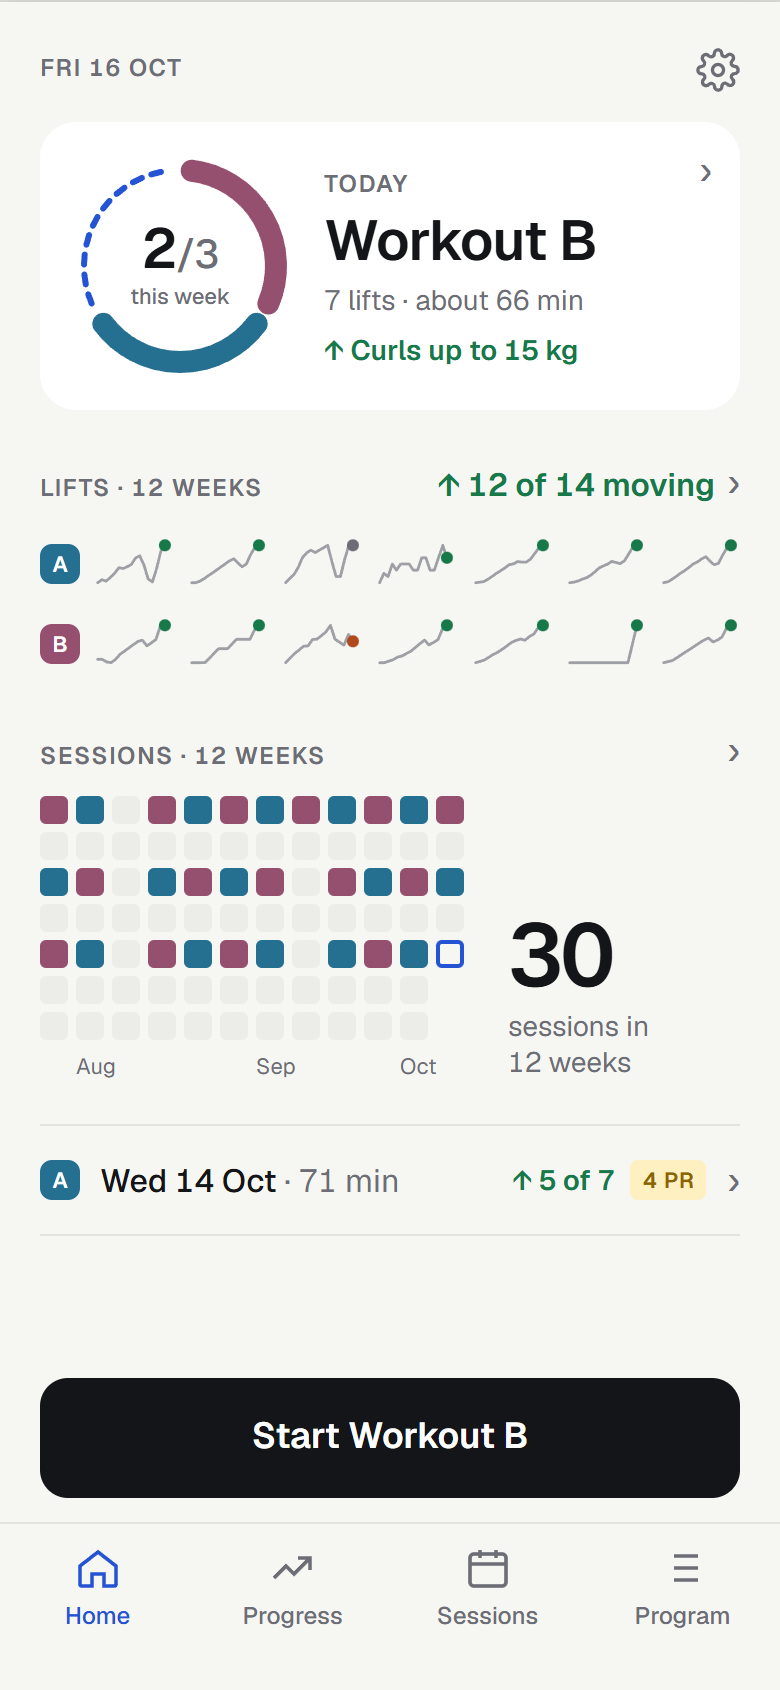 FRI 16 OCT
2/3
this week
TODAY
Workout B
7 lifts · about 66 min
↑ Curls up to 15 kg
LIFTS · 12 WEEKS
↑ 12 of 14 moving
A
B
SESSIONS · 12 WEEKS
30
sessions in
12 weeks
Aug Sep Oct
A Wed 14 Oct · 71 min ↑ 5 of 7 4 PR
Start Workout B
Home Progress Sessions Program